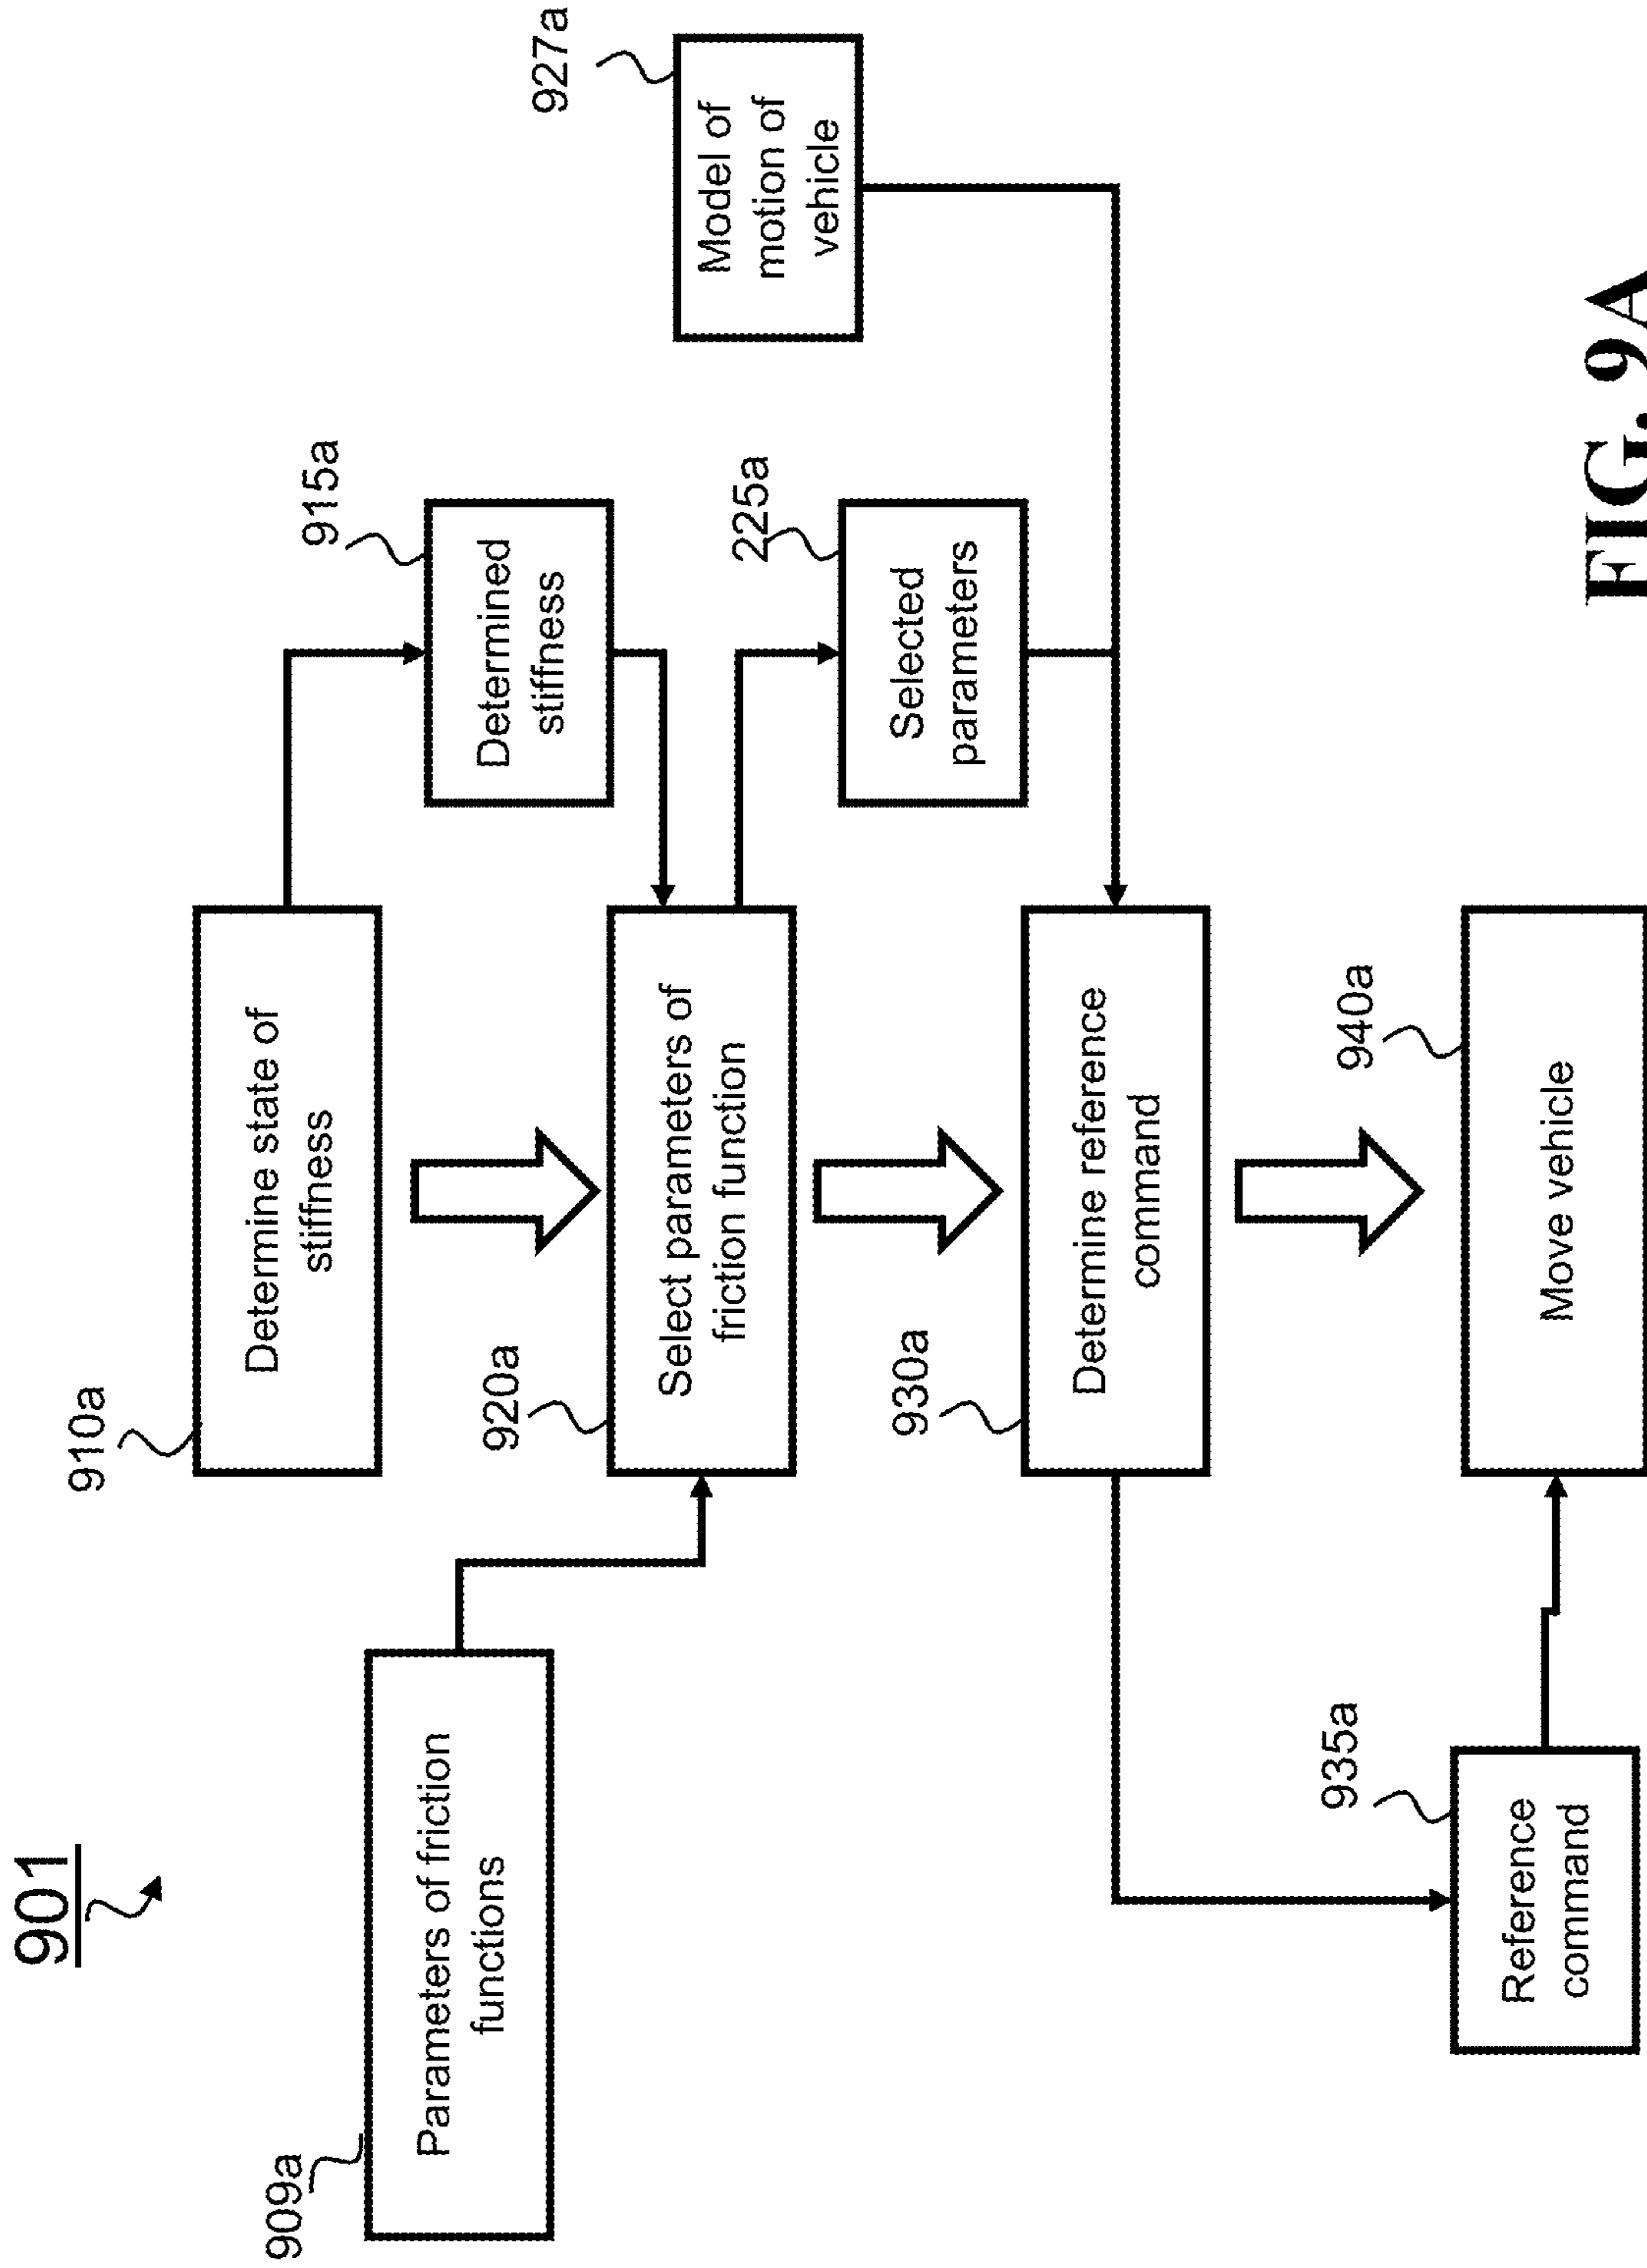 901
910a
Determine state of
stiffness
915a
Determined
stiffness
909a
Parameters of friction
functions
920a
Select parameters of
friction function
927a
Model of
motion of
vehicle
225a
Selected
parameters
930a
Determine reference
command
935a
Reference
command
940a
Move vehicle
FIG. 9A